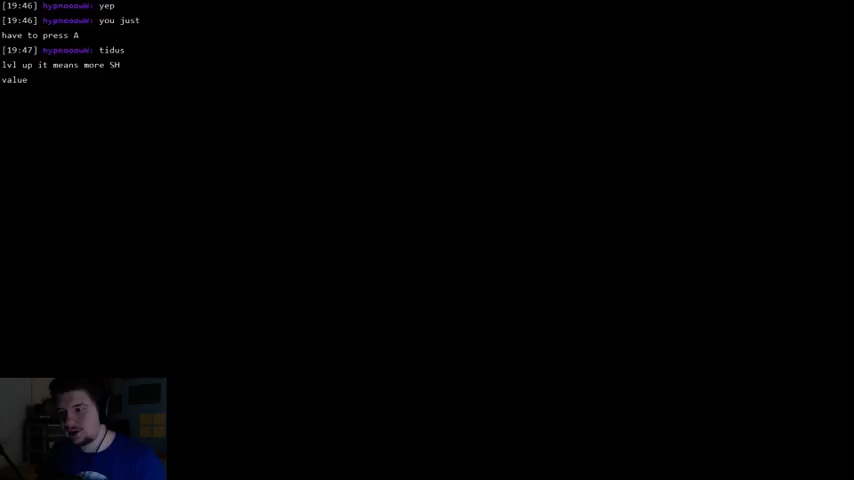 [19:46] hypnooowW: yep
[19:46] hypnooowW: you just
have to press A
[19:47] hypnooowW: tidus
lvl up it means more SH
value